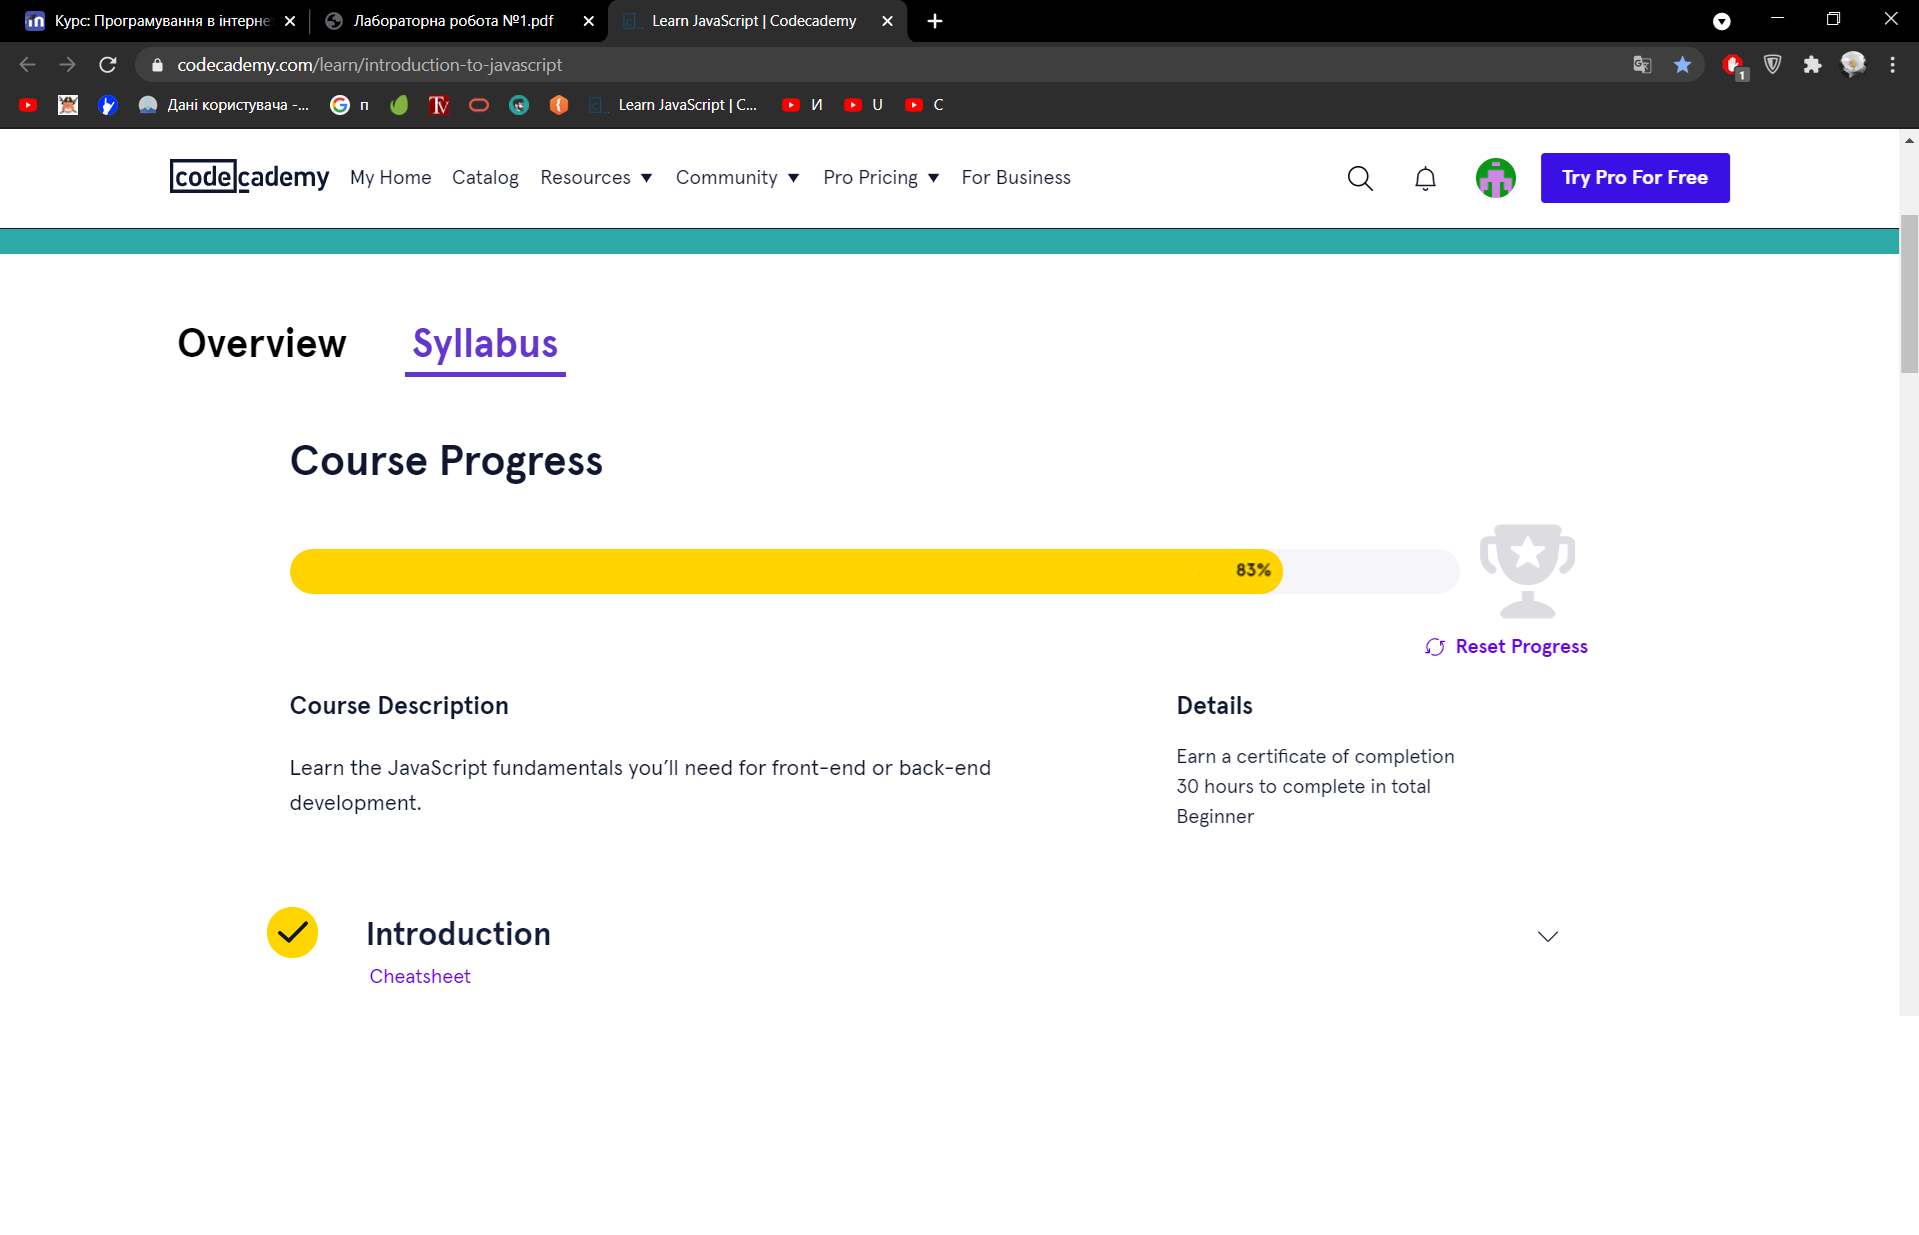 Курс: Програмування в інтерне
Лабораторна робота №1.pdf
Learn JavaScript | Codecademy
codecademy.com/learn/introduction-to-javascript
1
Дані користувача -...
п
Learn JavaScript | C...
И
U
C
codecademy
My Home
Catalog
Resources
Community
Pro Pricing
For Business
Try Pro For Free
Overview
Syllabus
Course Progress
83%
Reset Progress
Course Description
Details
Learn the JavaScript fundamentals you’ll need for front-end or back-end
development.
Earn a certificate of completion
30 hours to complete in total
Beginner
Introduction
Cheatsheet